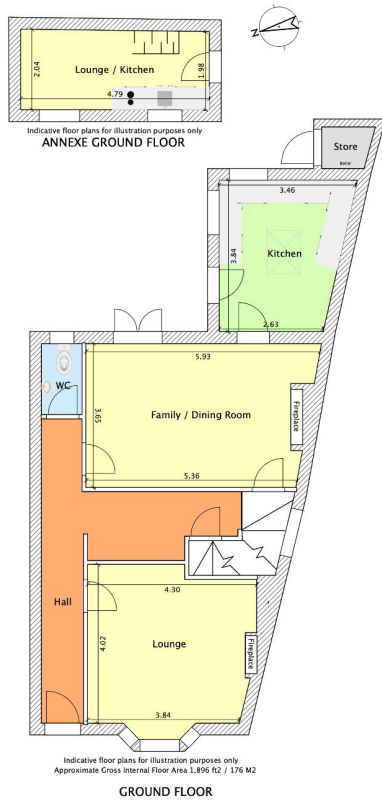 N
2.04
Lounge / Kitchen
1.98
4.79
Indicative floor plans for illustration purposes only
ANNEXE GROUND FLOOR
Store
Boiler
3.46
3.84
Kitchen
2.63
5.93
WC
3.65
Family / Dining Room
Fireplace
5.36
Hall
4.30
4.02
Lounge
Fireplace
3.84
Indicative floor plans for illustration purposes only
Approximate Gross Internal Floor Area 1,896 ft2 / 176 M2
GROUND FLOOR